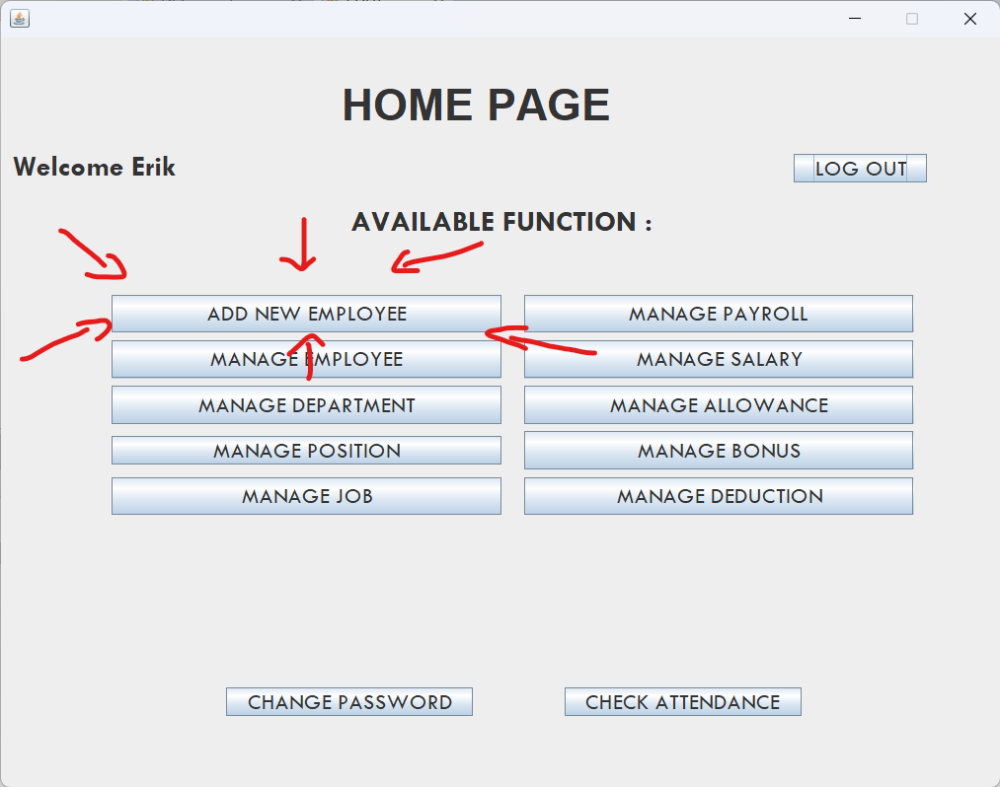 HOME PAGE
Welcome Erik
LOG OUT
AVAILABLE FUNCTION :
ADD NEW EMPLOYEE
MANAGE PAYROLL
MANAGE EMPLOYEE
MANAGE SALARY
MANAGE DEPARTMENT
MANAGE ALLOWANCE
MANAGE POSITION
MANAGE BONUS
MANAGE JOB
MANAGE DEDUCTION
CHANGE PASSWORD
CHECK ATTENDANCE